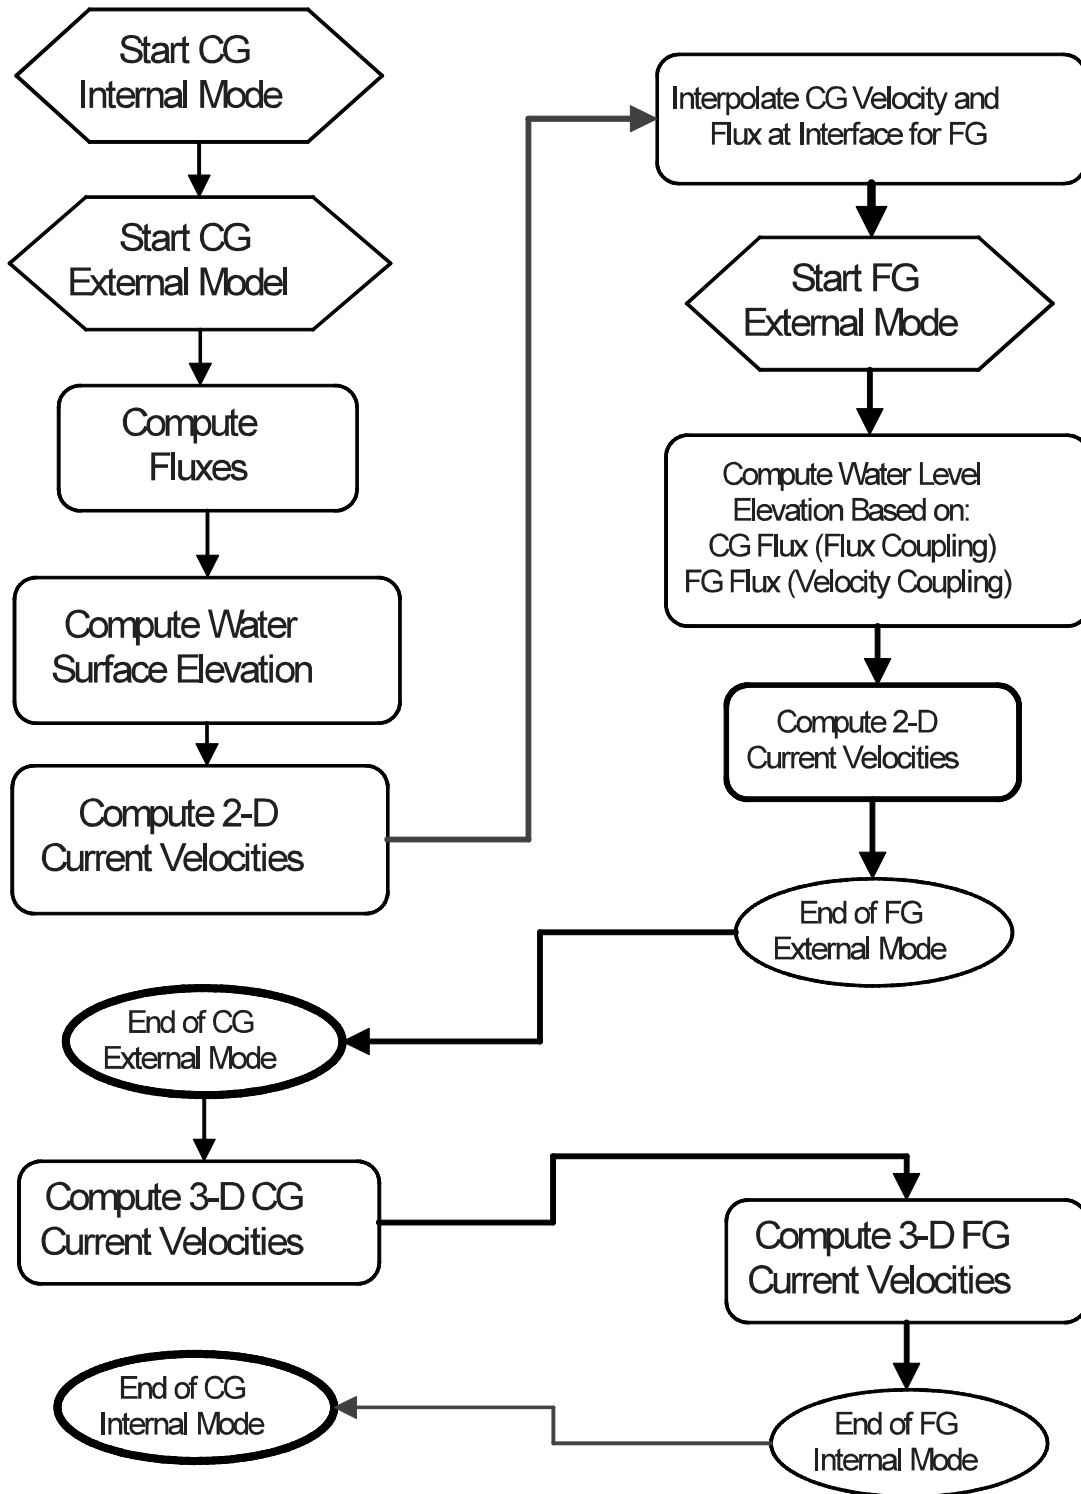 Start CG
Internal Mode
Start CG
External Model
Compute
Fluxes
Compute Water
Surface Elevation
Compute 2-D
Current Velocities
Interpolate CG Velocity and
Flux at Interface for FG
Start FG
External Mode
Compute Water Level
Elevation Based on:
CG Flux (Flux Coupling)
FG Flux (Velocity Coupling)
Compute 2-D
Current Velocities
End of FG
External Mode
End of CG
External Mode
Compute 3-D CG
Current Velocities
Compute 3-D FG
Current Velocities
End of FG
Internal Mode
End of CG
Internal Mode